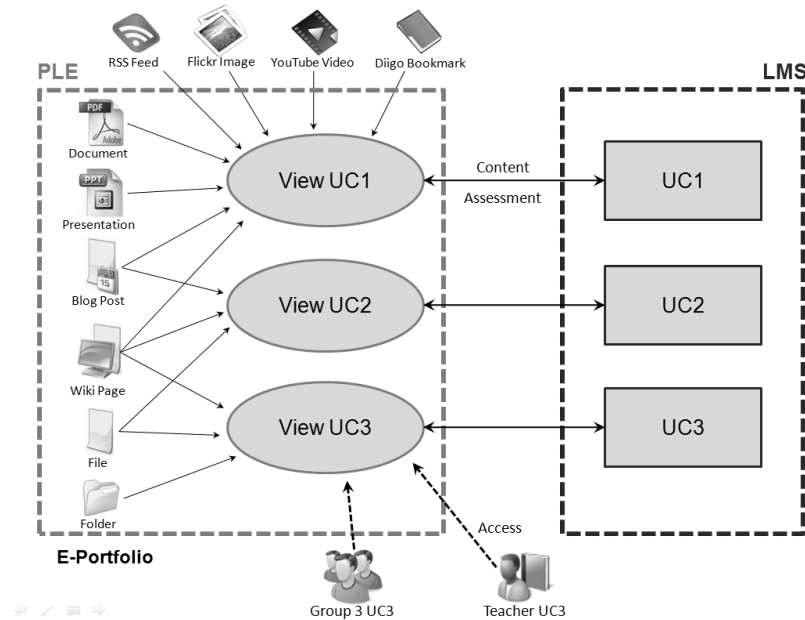 RSS Feed
Flickr Image
YouTube Video
Diigo Bookmark
PLE
LMS
PDF
Adobe
Document
View UC1
Content
Assessment
UC1
PPT
Presentation
15
Blog Post
View UC2
UC2
Wiki Page
View UC3
UC3
File
Folder
Access
E-Portfolio
Group 3 UC3
Teacher UC3